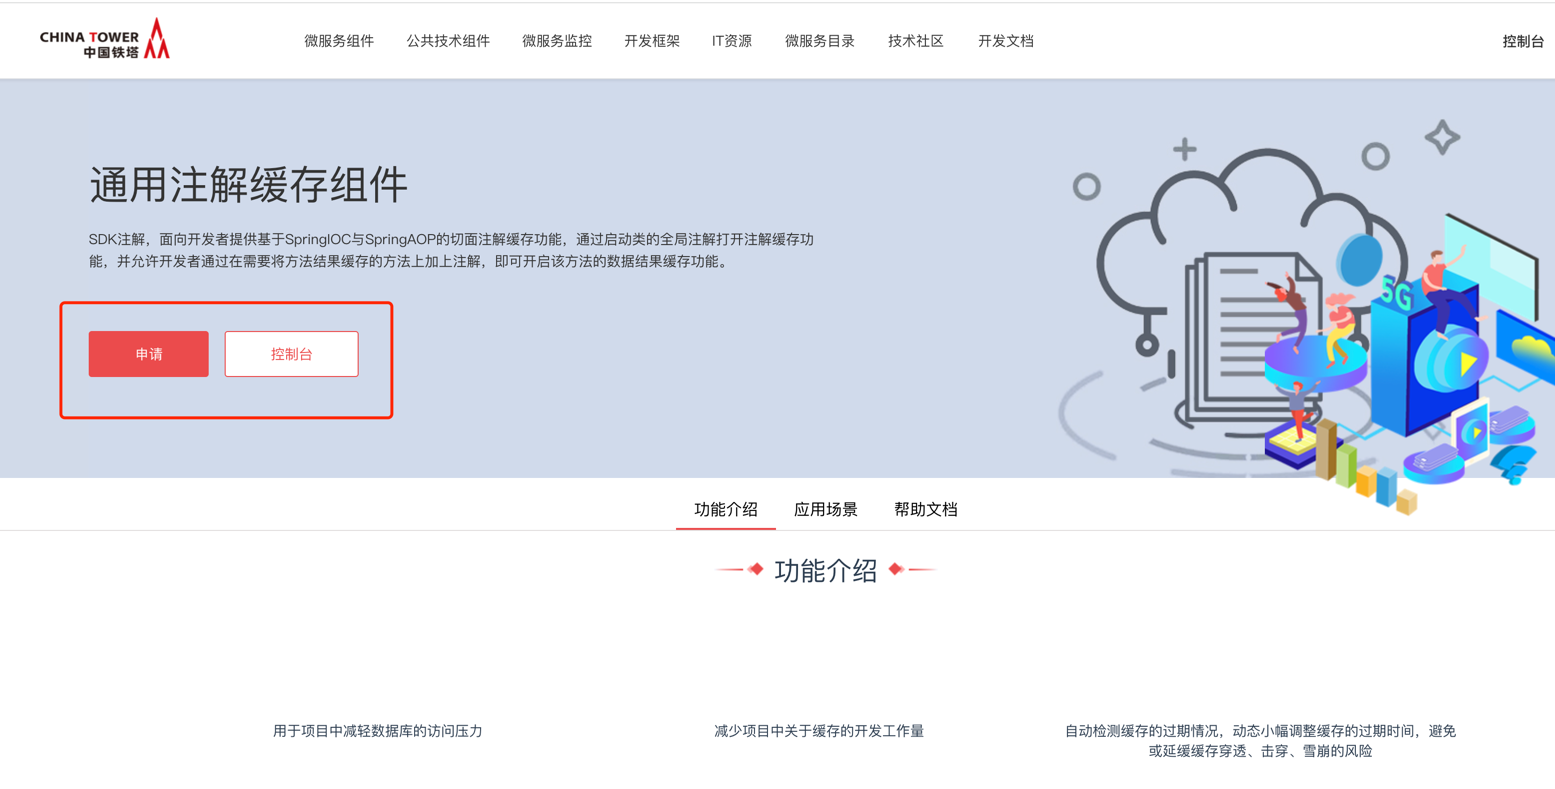 CHINA TOWER
中国铁塔
微服务组件 公共技术组件 微服务监控 开发框架 IT资源 微服务目录 技术社区 开发文档
控制台
通用注解缓存组件
SDK注解，面向开发者提供基于SpringIOC与SpringAOP的切面注解缓存功能，通过启动类的全局注解打开注解缓存功
能，并允许开发者通过在需要将方法结果缓存的方法上加上注解，即可开启该方法的数据结果缓存功能。
申请 控制台
5G
功能介绍 应用场景 帮助文档
功能介绍
用于项目中减轻数据库的访问压力
减少项目中关于缓存的开发工作量
自动检测缓存的过期情况，动态小幅调整缓存的过期时间，避免
或延缓缓存穿透、击穿、雪崩的风险